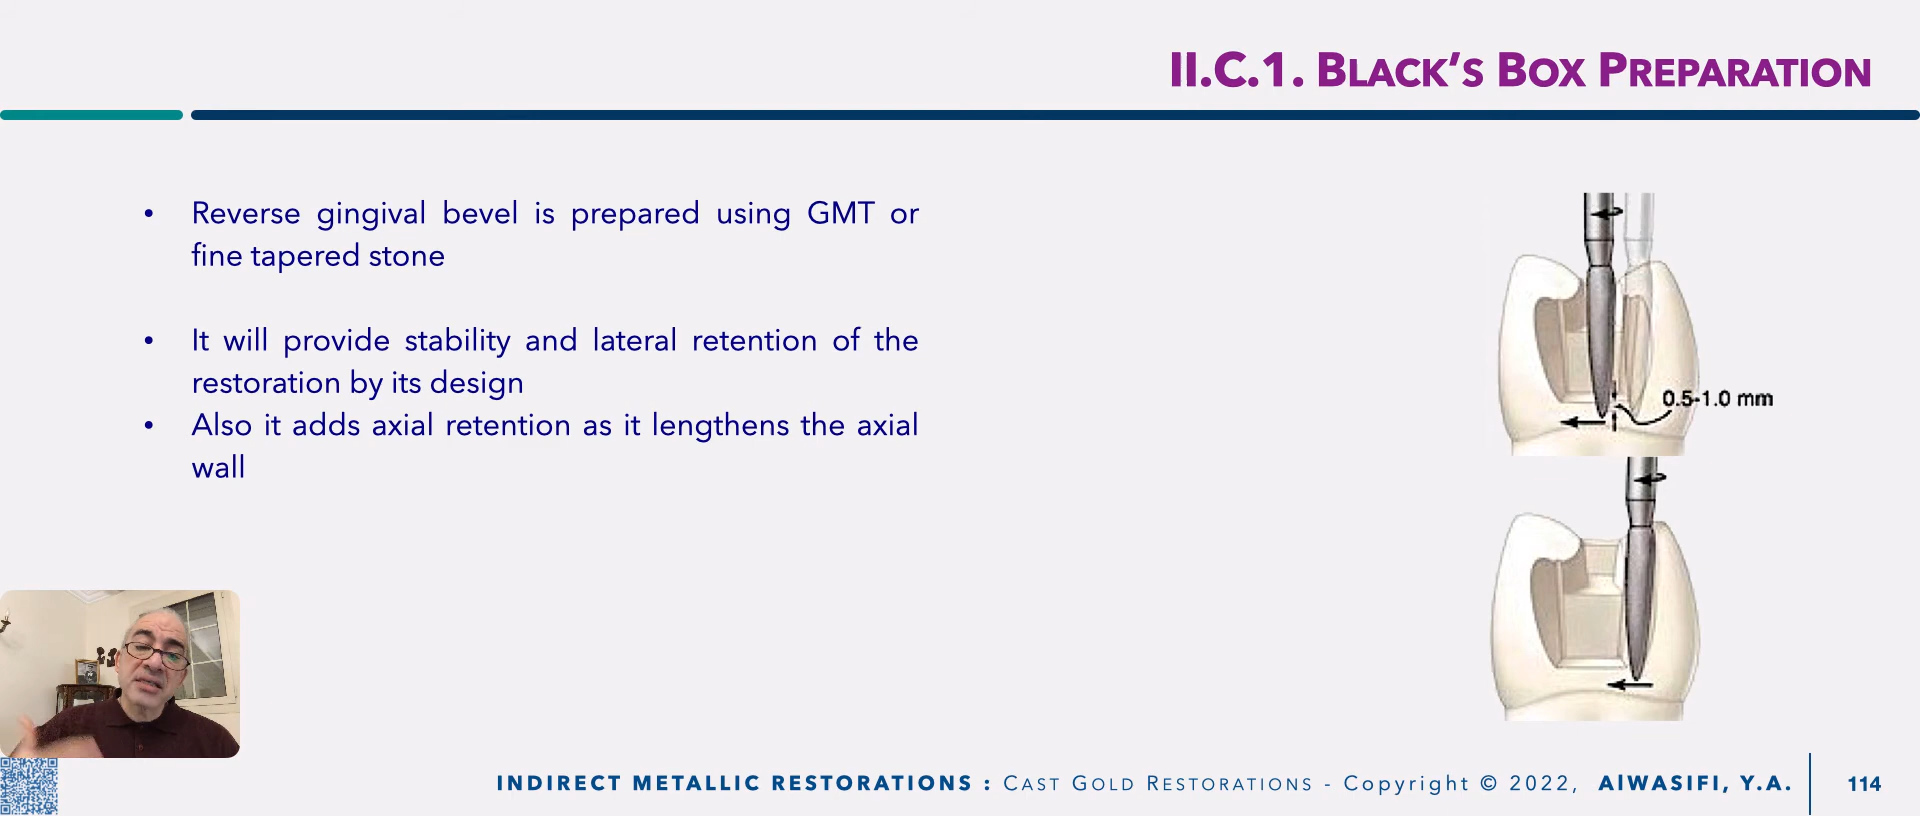 II.C.1. BLACK'S BOX PREPARATION
• Reverse gingival bevel is prepared using GMT or
fine tapered stone
• It will provide stability and lateral retention of the
restoration by its design
• Also it adds axial retention as it lengthens the axial
wall
0.5-1.0 mm
INDIRECT METALLIC RESTORATIONS : CAST GOLD RESTORATIONS - Copyright © 2022, AlWASIFI, Y.A.
114